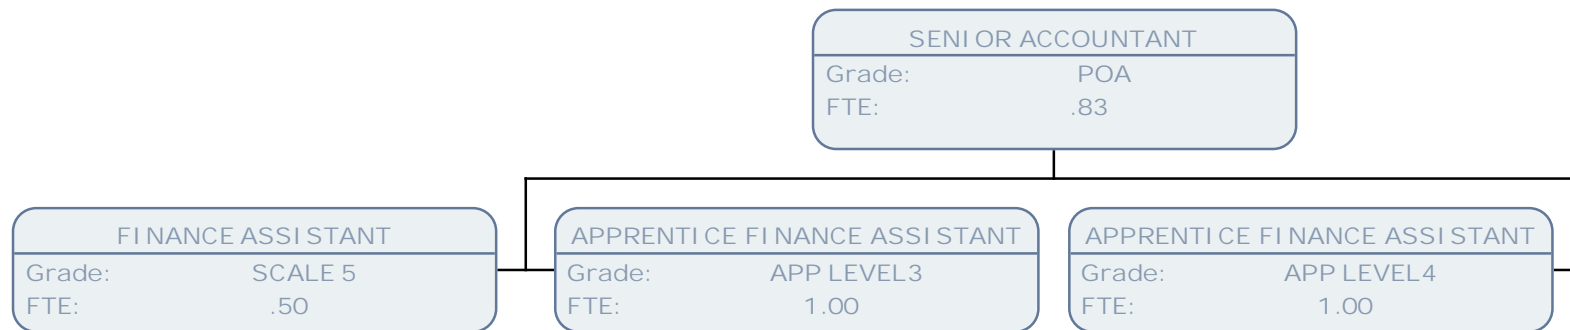 SENIOR ACCOUNTANT
Grade: POA
FTE: .83
FINANCE ASSISTANT
Grade: SCALE 5
FTE: .50
APPRENTICE FINANCE ASSISTANT
Grade: APP LEVEL3
FTE: 1.00
APPRENTICE FINANCE ASSISTANT
Grade: APP LEVEL4
FTE: 1.00